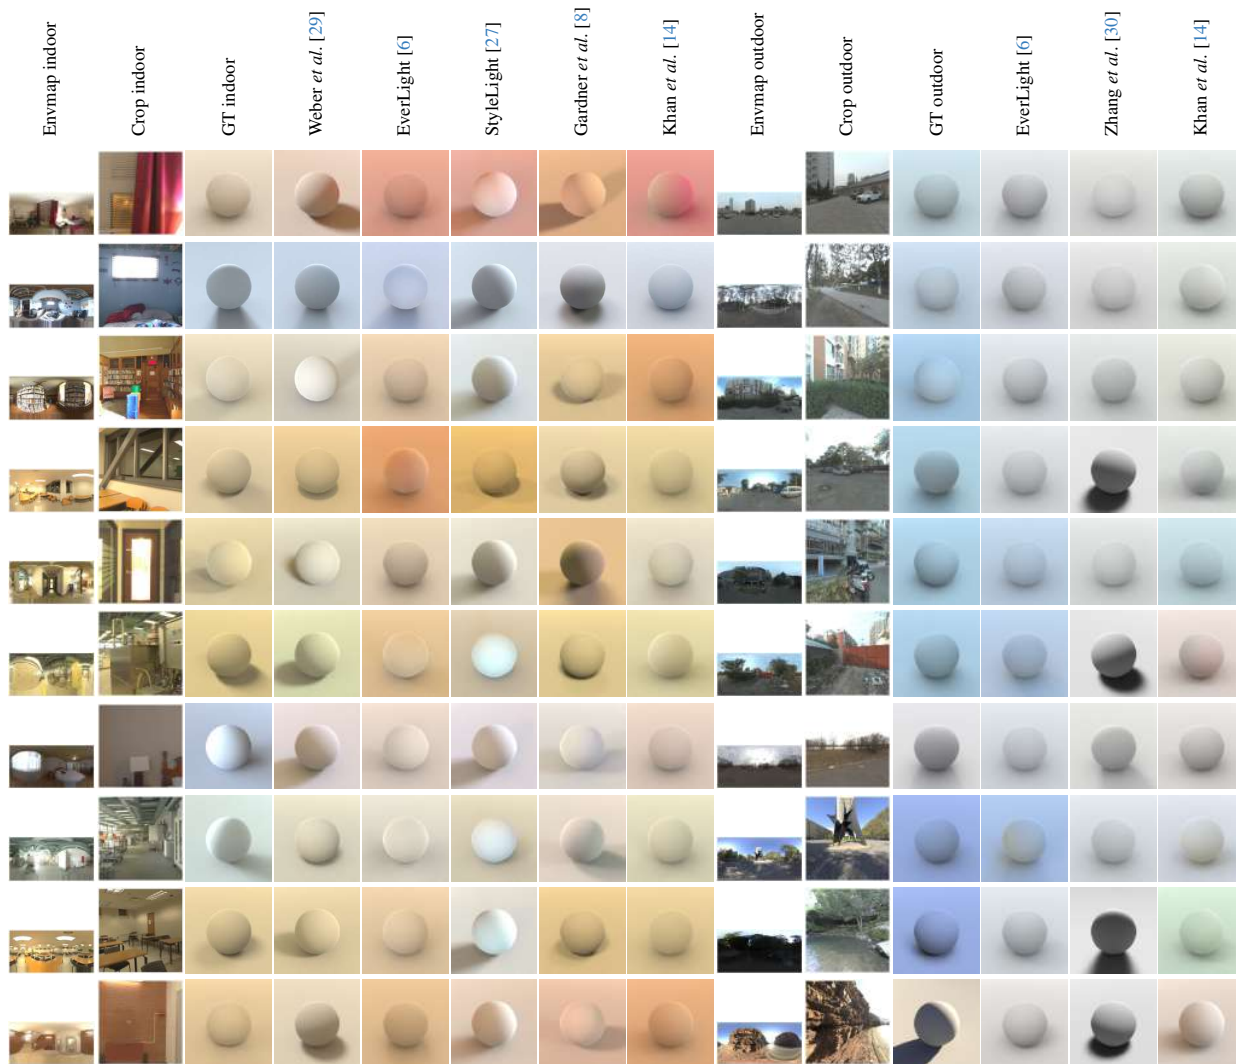 Envmap indoor
Crop indoor
GT indoor
Weber et al. [29]
EverLight [6]
StyleLight [27]
Gardner et al. [8]
Khan et al. [14]
Envmap outdoor
Crop outdoor
GT outdoor
EverLight [6]
Zhang et al. [30]
Khan et al. [14]